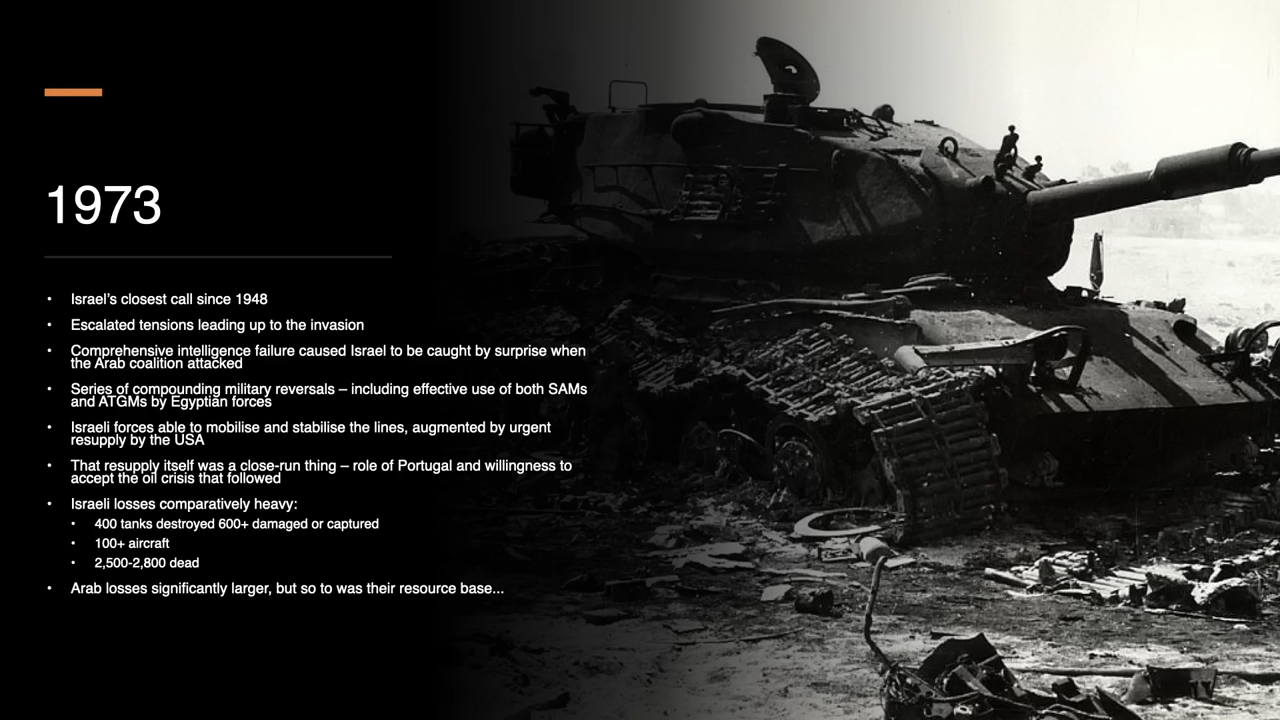 1973
• Israel's closest call since 1948
• Escalated tensions leading up to the invasion
• Comprehensive intelligence failure caused Israel to be caught by surprise when
the Arab coalition attacked
• Series of compounding military reversals – including effective use of both SAMs
and ATGMs by Egyptian forces
• Israeli forces able to mobilise and stabilise the lines, augmented by urgent
resupply by the USA
• That resupply itself was a close-run thing – role of Portugal and willingness to
accept the oil crisis that followed
• Israeli losses comparatively heavy:
• 400 tanks destroyed 600+ damaged or captured
• 100+ aircraft
• 2,500-2,800 dead
• Arab losses significantly larger, but so to was their resource base...